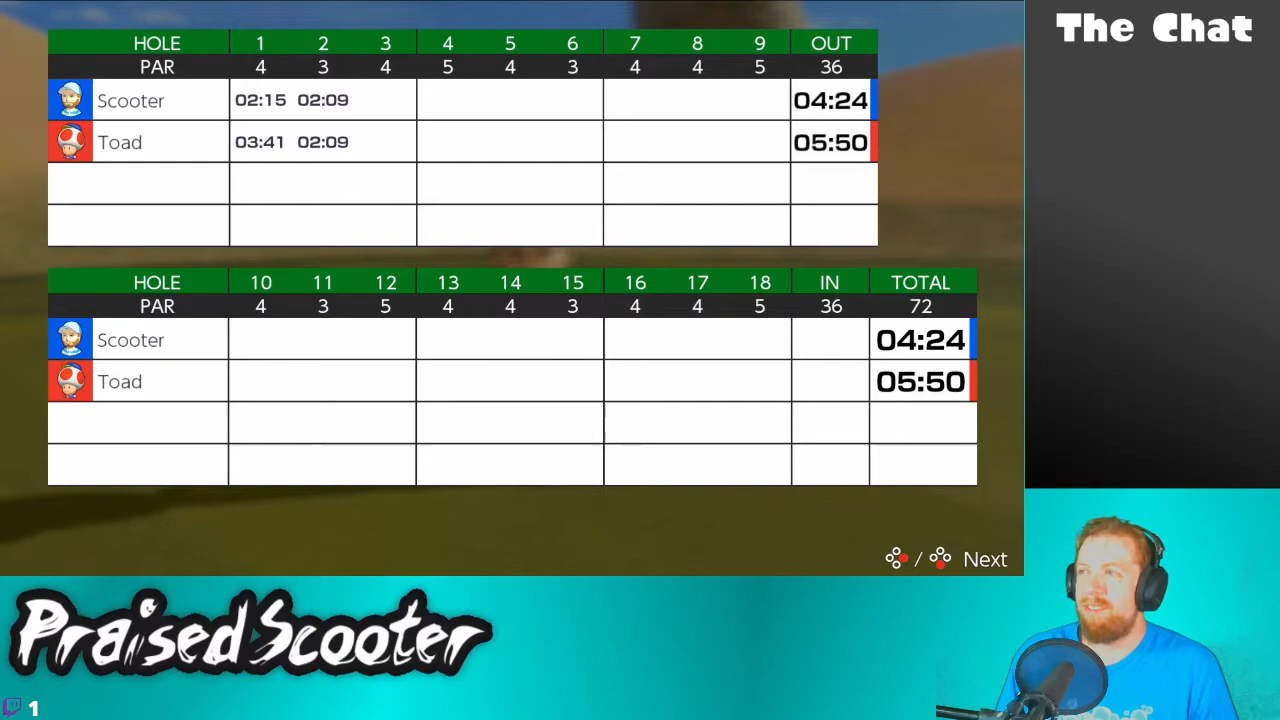 The Chat
HOLE 1 2 3 4 5 6 7 8 9 OUT
PAR 4 3 4 5 4 3 4 4 5 36
Scooter 02:15 02:09 04:24
Toad 03:41 02:09 05:50
HOLE 10 11 12 13 14 15 16 17 18 IN TOTAL
PAR 4 3 5 4 4 3 4 4 5 36 72
Scooter 04:24
Toad 05:50
/ Next
PraisedScooter
1